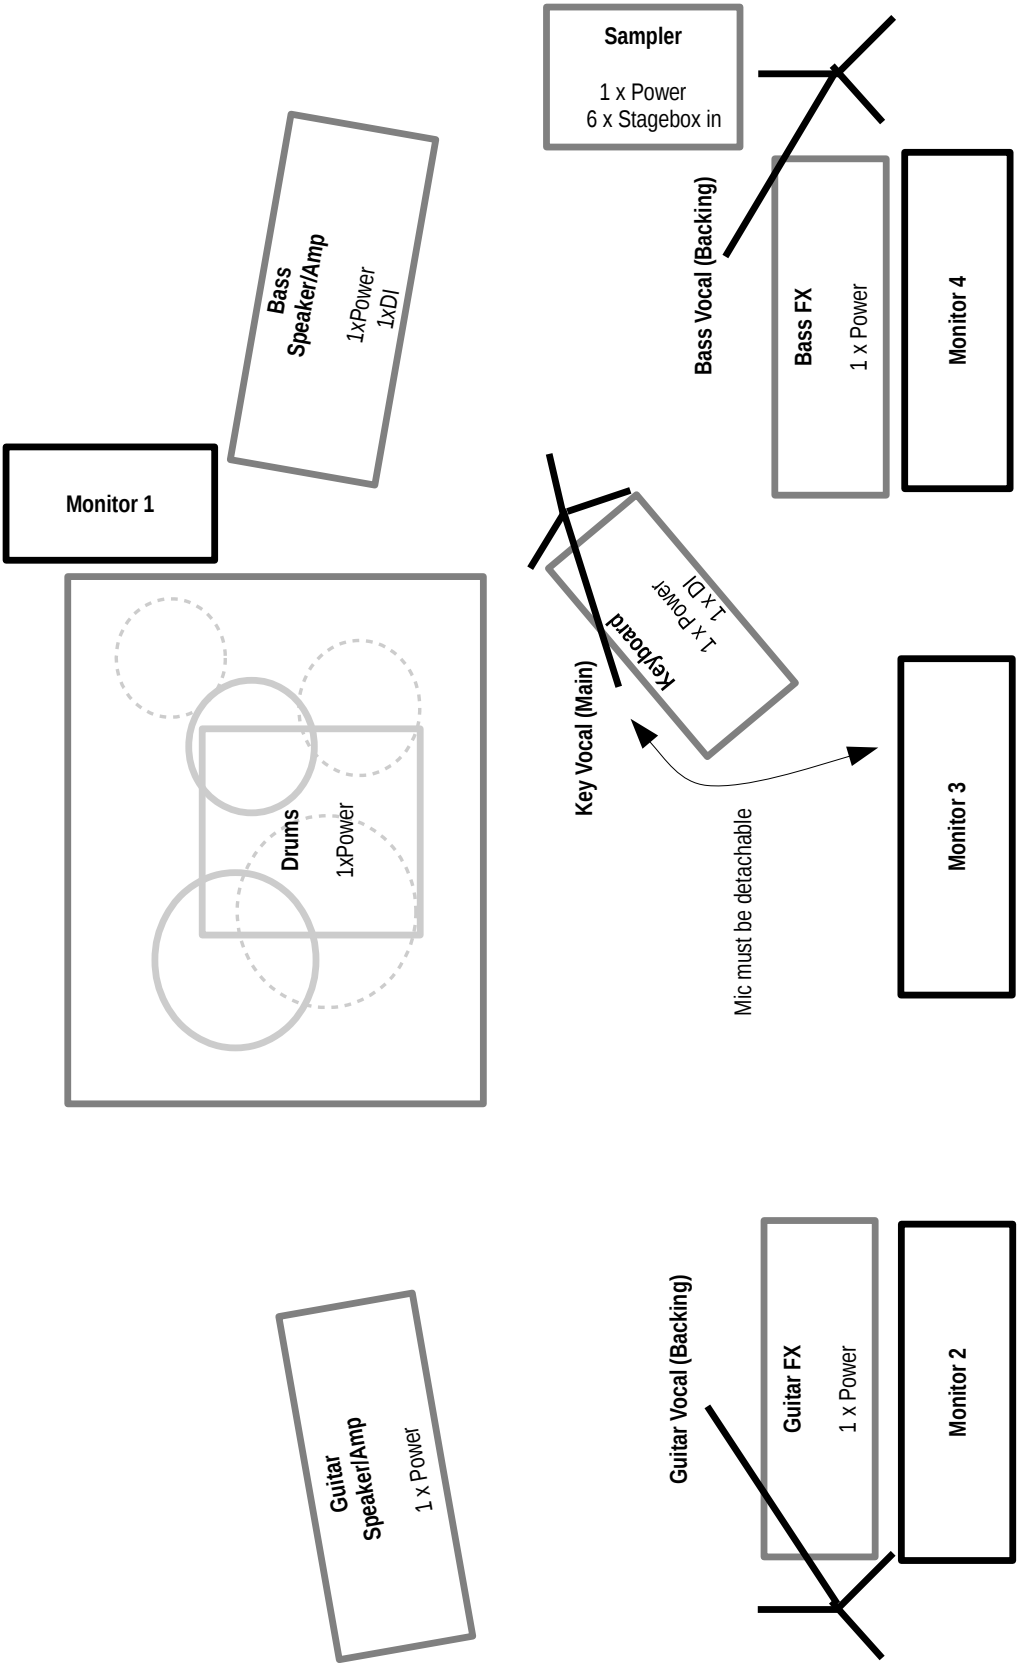 Sampler
1 x Power
6 x Stagebox in
Bass
Speaker/Amp
1xPower
1xDI
Bass Vocal (Backing)
Bass FX
1 x Power
Monitor 4
Monitor 1
Keyboard
1 x Power
1 x DI
Key Vocal (Main)
Drums
1xPower
Mic must be detachable
Monitor 3
Guitar
Speaker/Amp
1 x Power
Guitar Vocal (Backing)
Guitar FX
1 x Power
Monitor 2